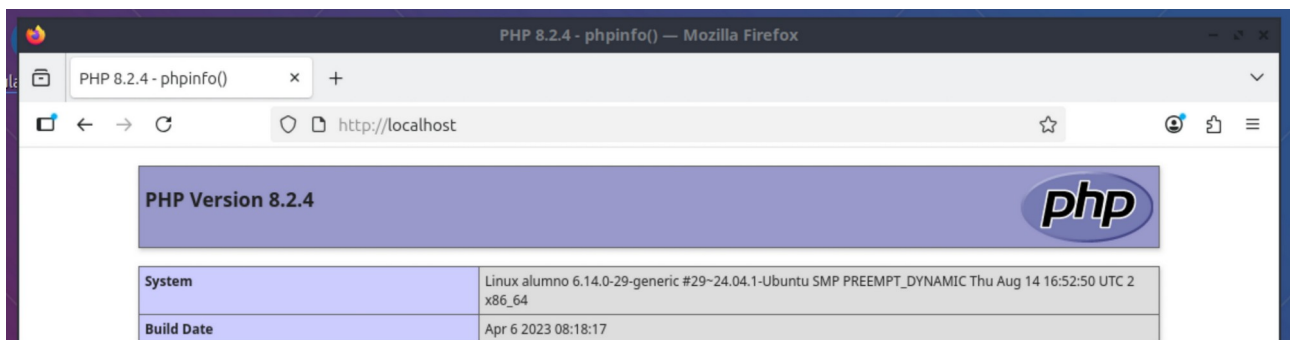 PHP 8.2.4 - phpinfo() — Mozilla Firefox
PHP 8.2.4 - phpinfo()
http://localhost
PHP Version 8.2.4
php
System
Linux alumno 6.14.0-29-generic #29~24.04.1-Ubuntu SMP PREEMPT_DYNAMIC Thu Aug 14 16:52:50 UTC 2
x86_64
Build Date
Apr 6 2023 08:18:17